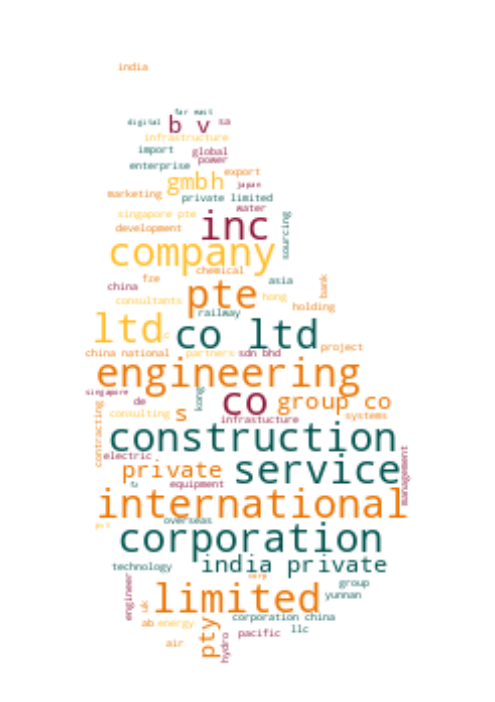 india
far east
digital
b v
sa
infrastructure
import
global
power
enterprise
export
gmbh
japan
marketing
private limited
water
singapore pte
inc
sourcing
development
company
chemical
fze
asia
bank
china
pte
consultants
hong
holding
railway
ltd
co ltd
project
china national
partners
sdn bhd
engineering
singapore
kong
de
co
group co
contracting
consulting
s
systems
infrastucture
construction
management
electric
private
service
equipment
international
overseas
corporation
technology
india private
corp
engineer
group
limited
yunnan
uk
ab
energy
pty
corporation china
llc
pacific
air
hydro